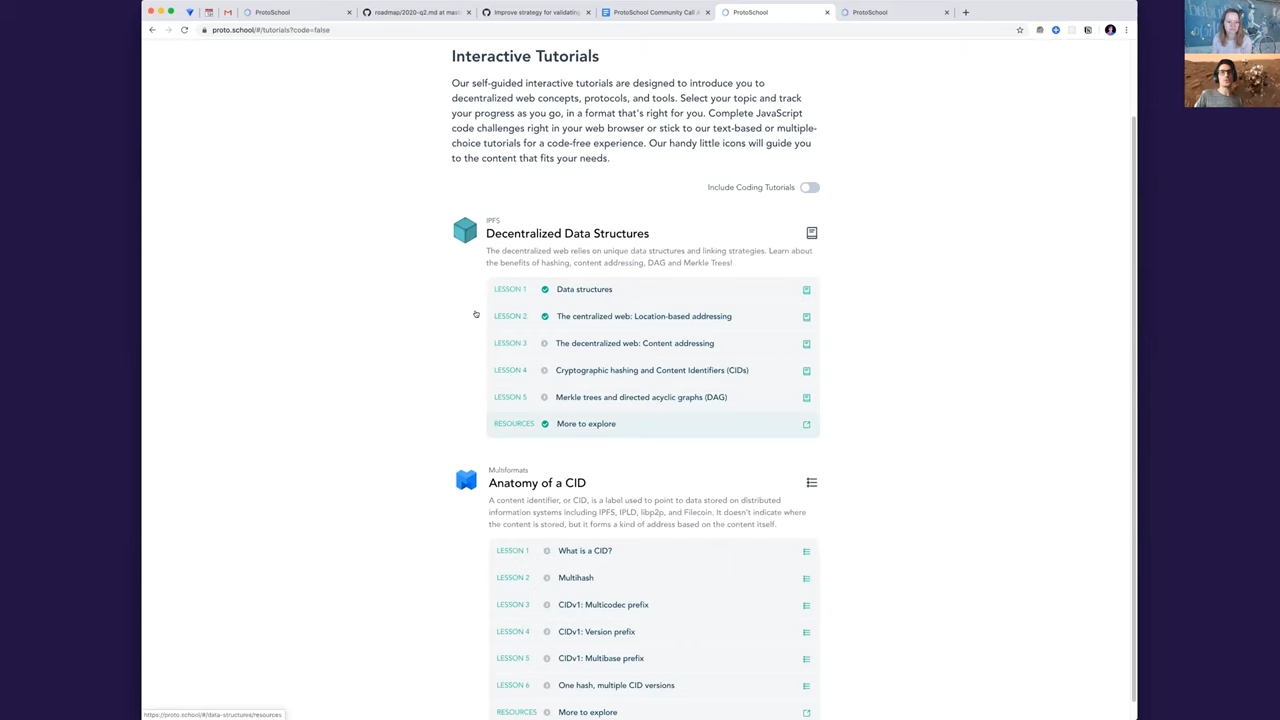 ProtoSchool
roadmap/2020-q2.md at mast
Improve strategy for validating
ProtoSchool Community Call A
ProtoSchool
ProtoSchool
proto.school/#/tutorials?code=false
Interactive Tutorials
Our self-guided interactive tutorials are designed to introduce you to
decentralized web concepts, protocols, and tools. Select your topic and track
your progress as you go, in a format that's right for you. Complete JavaScript
code challenges right in your web browser or stick to our text-based or multiple-
choice tutorials for a code-free experience. Our handy little icons will guide you
to the content that fits your needs.
Include Coding Tutorials
IPFS
Decentralized Data Structures
The decentralized web relies on unique data structures and linking strategies. Learn about
the benefits of hashing, content addressing, DAG and Merkle Trees!
LESSON 1 Data structures
LESSON 2 The centralized web: Location-based addressing
LESSON 3 The decentralized web: Content addressing
LESSON 4 Cryptographic hashing and Content Identifiers (CIDs)
LESSON 5 Merkle trees and directed acyclic graphs (DAG)
RESOURCES More to explore
Multiformats
Anatomy of a CID
A content identifier, or CID, is a label used to point to data stored on distributed
information systems including IPFS, IPLD, libp2p, and Filecoin. It doesn't indicate where
the content is stored, but it forms a kind of address based on the content itself.
LESSON 1 What is a CID?
LESSON 2 Multihash
LESSON 3 CIDv1: Multicodec prefix
LESSON 4 CIDv1: Version prefix
LESSON 5 CIDv1: Multibase prefix
LESSON 6 One hash, multiple CID versions
RESOURCES More to explore
https://proto.school/#/data-structures/resources